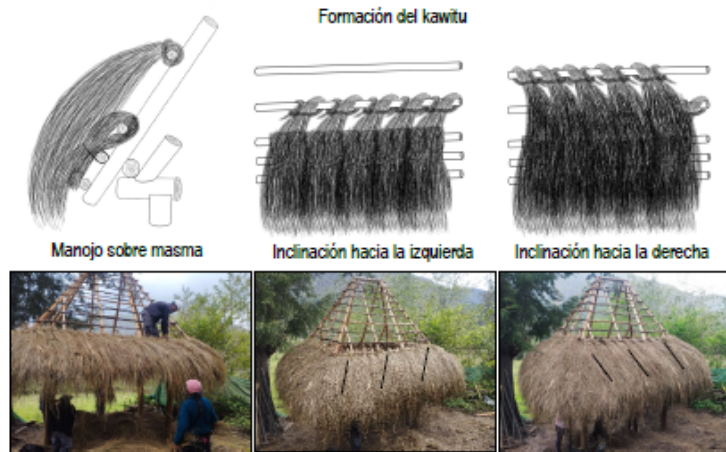 Formación del kawitu
Manojo sobre masma
Inclinación hacia la izquierda
Inclinación hacia la derecha